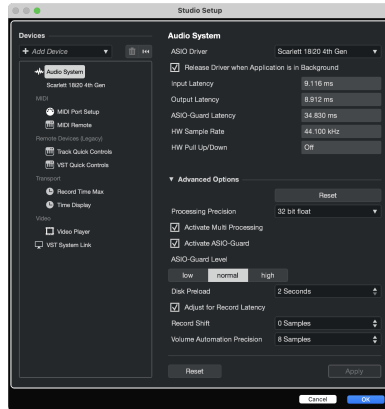 Studio Setup
Devices
+ Add Device
Audio System
Scarlett 18i20 4th Gen
MIDI
MIDI Port Setup
MIDI Remote
Remote Devices (Legacy)
Track Quick Controls
VST Quick Controls
Transport
Record Time Max
Time Display
Video
Video Player
VST System Link
Audio System
ASIO Driver Scarlett 18i20 4th Gen
Release Driver when Application is in Background
Input Latency 9.116 ms
Output Latency 8.912 ms
ASIO-Guard Latency 34.830 ms
HW Sample Rate 44.100 kHz
HW Pull Up/Down Off
Advanced Options
Reset
Processing Precision 32 bit float
Activate Multi Processing
Activate ASIO-Guard
ASIO-Guard Level
low normal high
Disk Preload 2 Seconds
Adjust for Record Latency
Record Shift 0 Samples
Volume Automation Precision 8 Samples
Reset Apply
Cancel OK